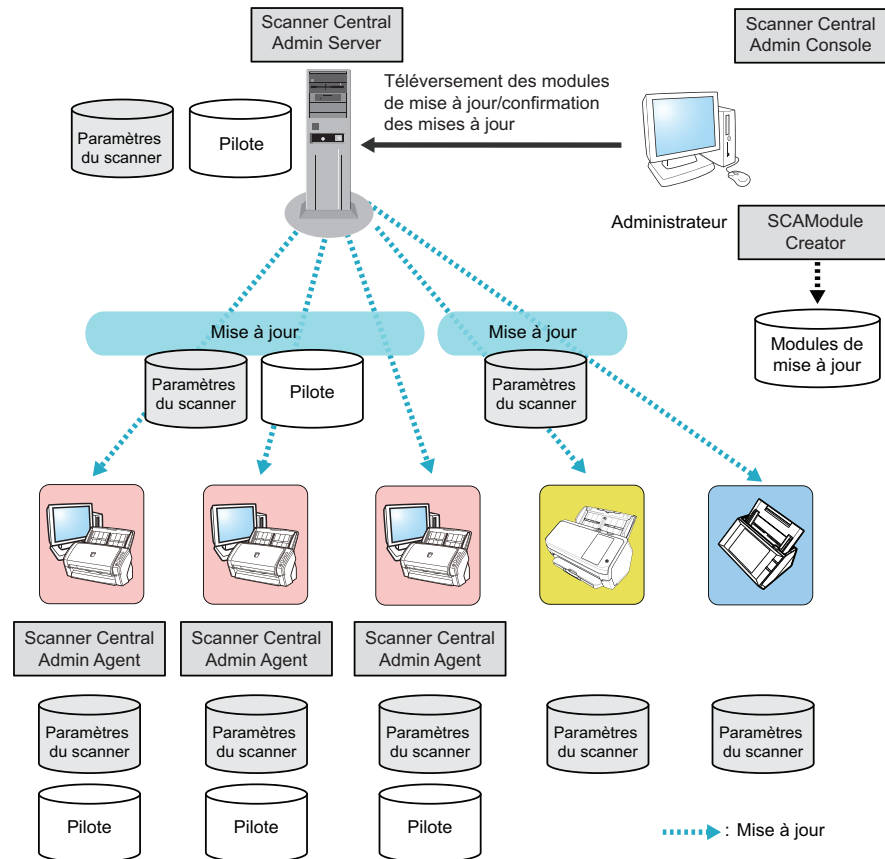 Scanner Central
Admin Server
Scanner Central
Admin Console
Téléversement des modules
de mise à jour/confirmation
des mises à jour
Paramètres
du scanner
Pilote
Administrateur
SCAModule
Creator
Modules de
mise à jour
Mise à jour
Mise à jour
Paramètres
du scanner
Pilote
Paramètres
du scanner
Scanner Central
Admin Agent
Scanner Central
Admin Agent
Scanner Central
Admin Agent
Paramètres
du scanner
Paramètres
du scanner
Paramètres
du scanner
Paramètres
du scanner
Paramètres
du scanner
Pilote
Pilote
Pilote
: Mise à jour